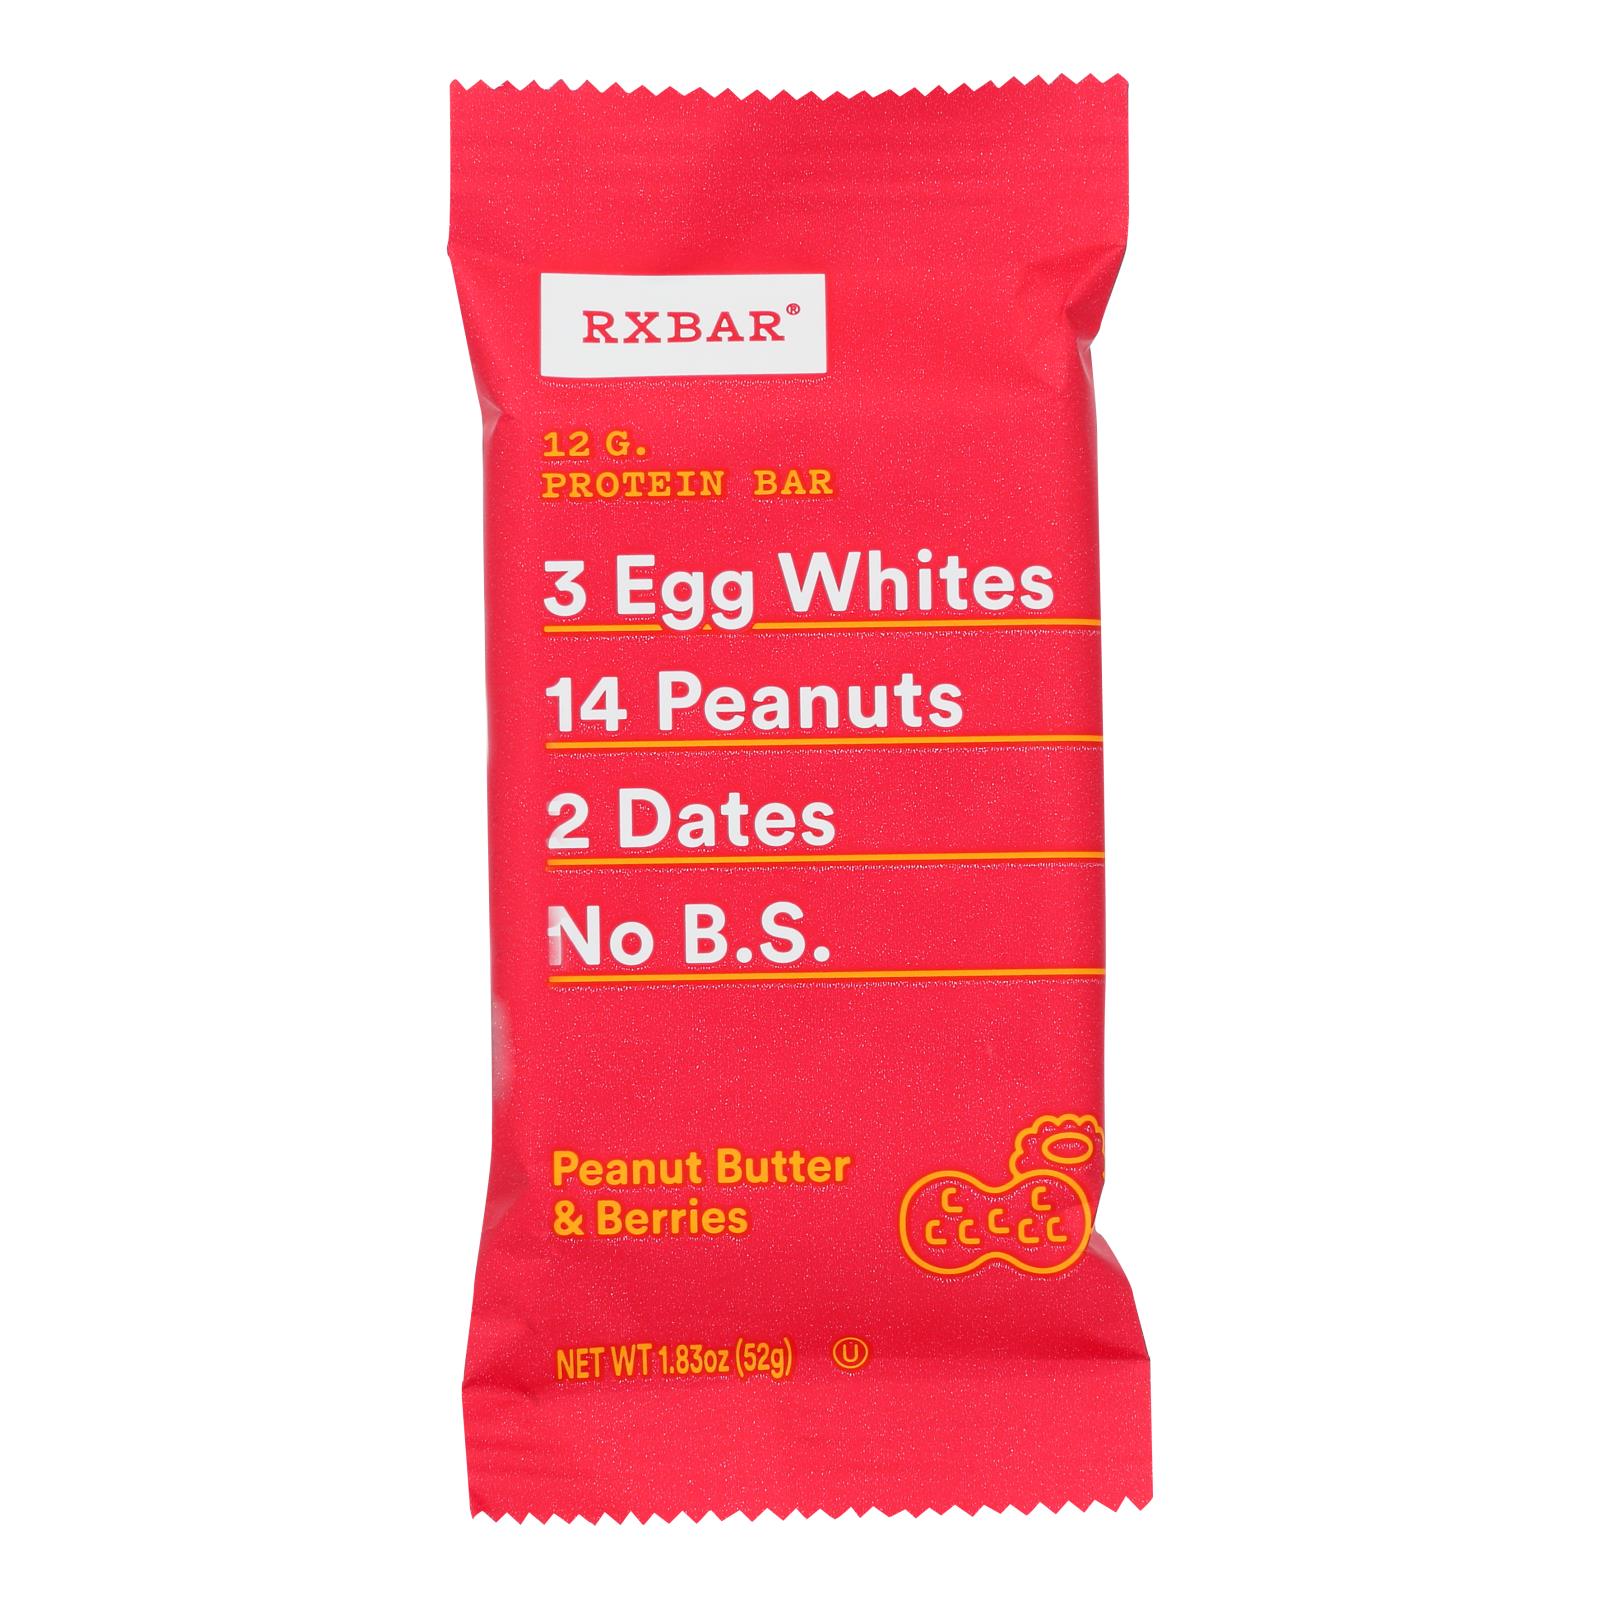 RXBAR®
12 G.
PROTEIN BAR
3 Egg Whites
14 Peanuts
2 Dates
No B.S.
Peanut Butter
& Berries
NET WT 1.83oz (52g) Ⓤ